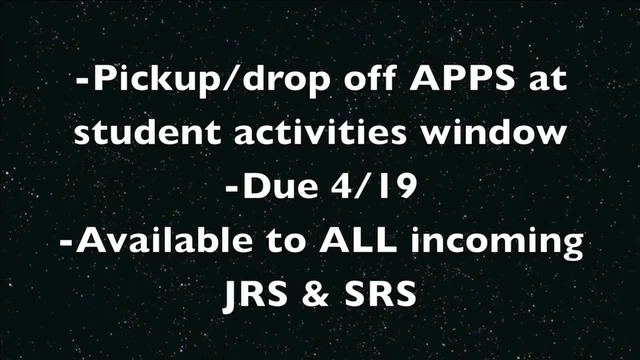 -Pickup/drop off APPS at
student activities window
-Due 4/19
-Available to ALL incoming
JRS & SRS